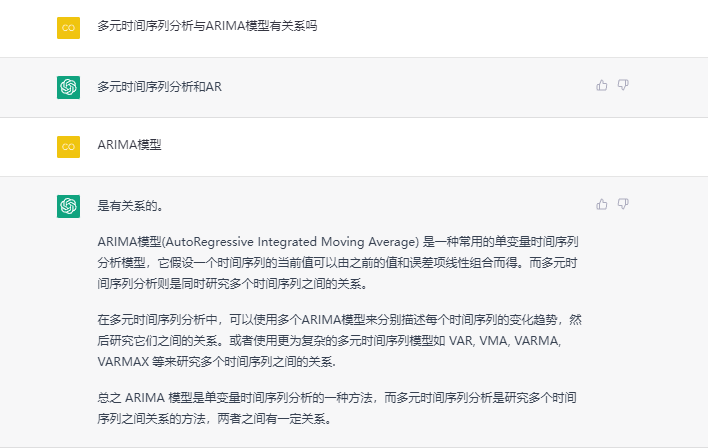 CO
多元时间序列分析与ARIMA模型有关系吗
多元时间序列分析和AR
CO
ARIMA模型
是有关系的。
ARIMA模型(AutoRegressive Integrated Moving Average) 是一种常用的单变量时间序列
分析模型，它假设一个时间序列的当前值可以由之前的值和误差项线性组合而得。而多元时
间序列分析则是同时研究多个时间序列之间的关系。
在多元时间序列分析中，可以使用多个ARIMA模型来分别描述每个时间序列的变化趋势，然
后研究它们之间的关系。或者使用更为复杂的多元时间序列模型如 VAR, VMA, VARMA,
VARMAX 等来研究多个时间序列之间的关系.
总之 ARIMA 模型是单变量时间序列分析的一种方法，而多元时间序列分析是研究多个时间
序列之间关系的方法，两者之间有一定关系。